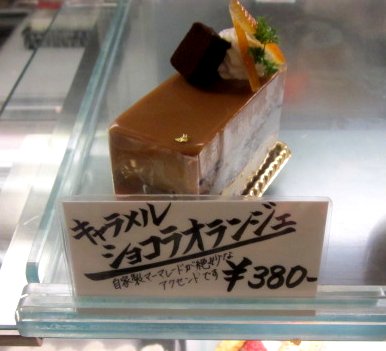 キャラメル
ショコラオランジェ
自家製マーマレードが絶妙な
アクセントです
¥380-